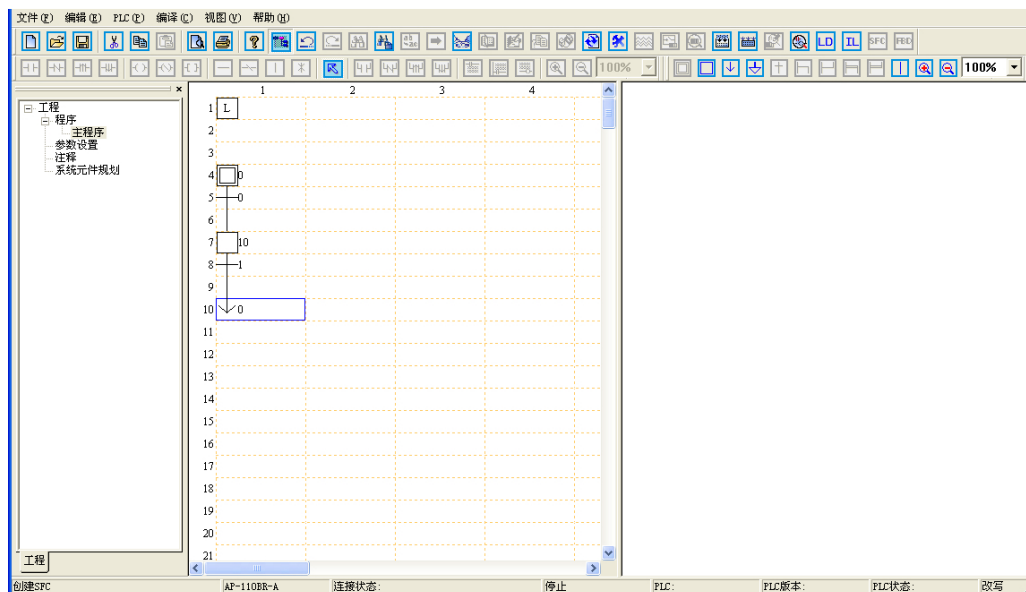 文件(F) 编辑(E) PLC(P) 编译(C) 视图(V) 帮助(H)
LD IL SFC FBD
100% 100%
工程
程序
主程序
参数设置
注释
系统元件规划
工程
1 2 3 4
1 L
2
3
4 0
5 0
6
7 10
8 1
9
10 0
11
12
13
14
15
16
17
18
19
20
21
创建SFC AP-110BR-A 连接状态: 停止 PLC: PLC版本: PLC状态: 改写